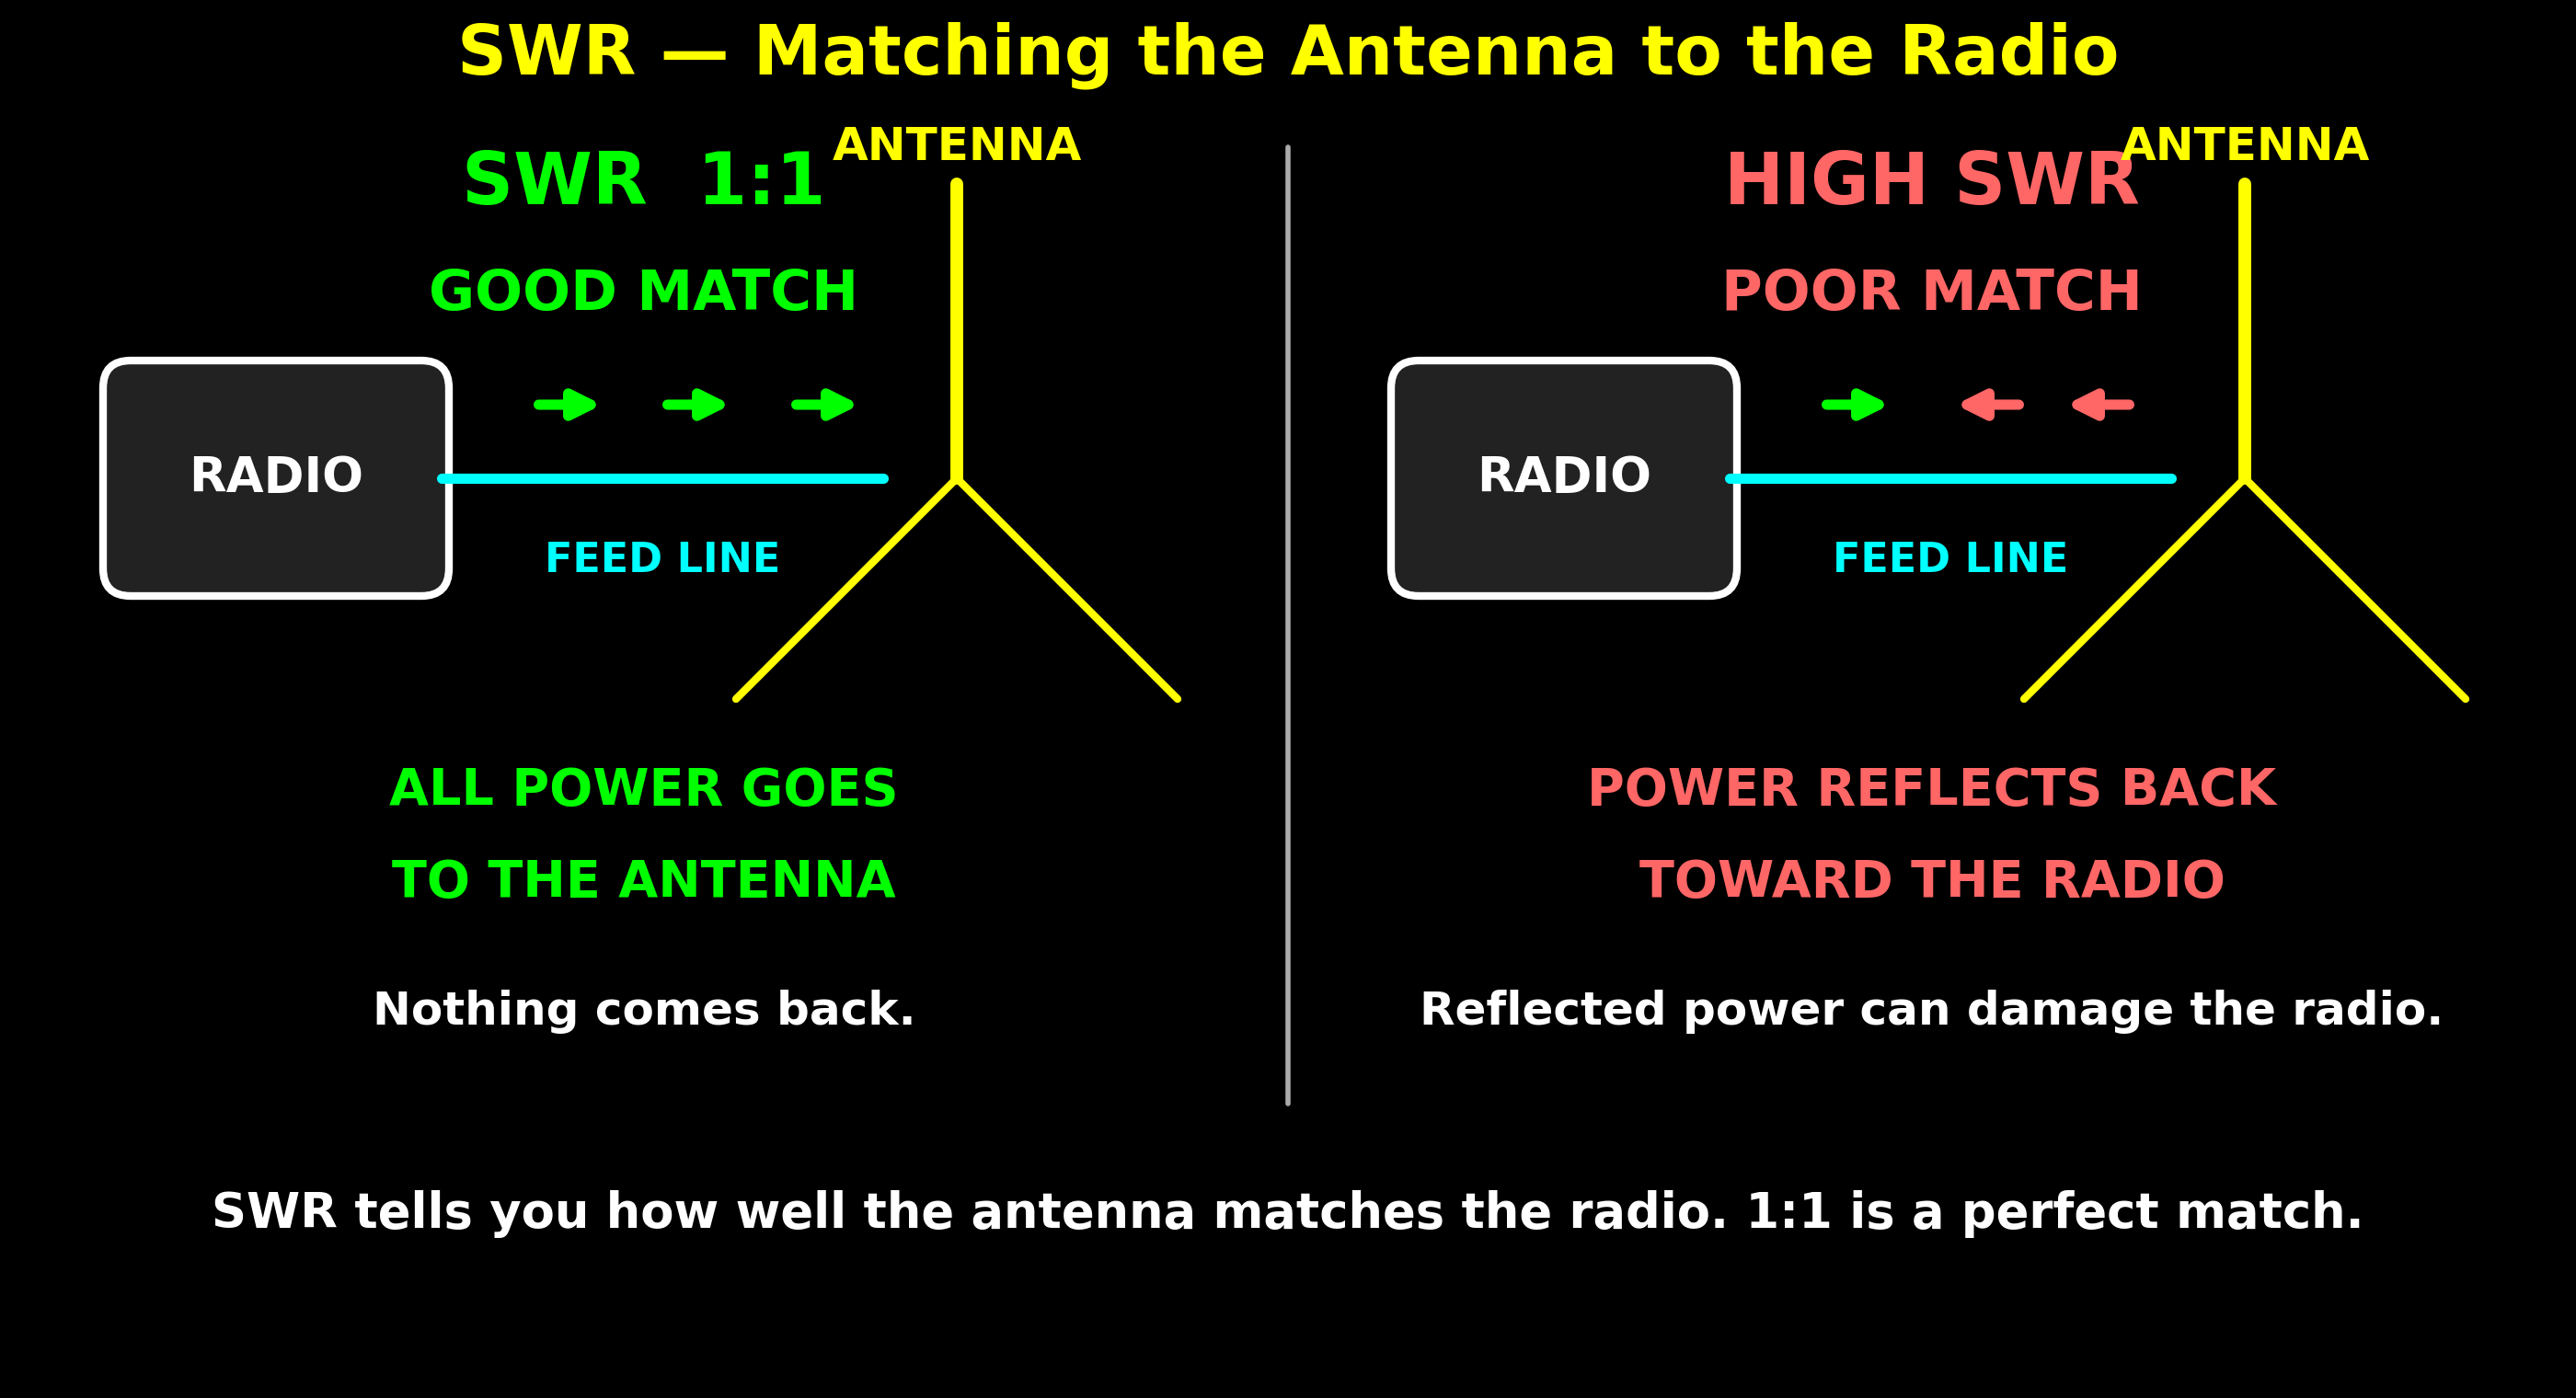 SWR — Matching the Antenna to the Radio
SWR 1:1
ANTENNA
GOOD MATCH
RADIO
FEED LINE
ALL POWER GOES
TO THE ANTENNA
Nothing comes back.
HIGH SWR
ANTENNA
POOR MATCH
RADIO
FEED LINE
POWER REFLECTS BACK
TOWARD THE RADIO
Reflected power can damage the radio.
SWR tells you how well the antenna matches the radio. 1:1 is a perfect match.